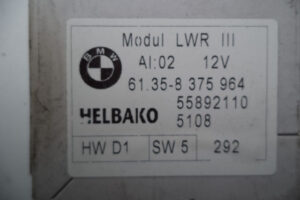 BMW
Modul LWR III
AI:02 12V
61.35-8 375 964
55892110
HELBAKO 5108
HW D1 SW 5 292